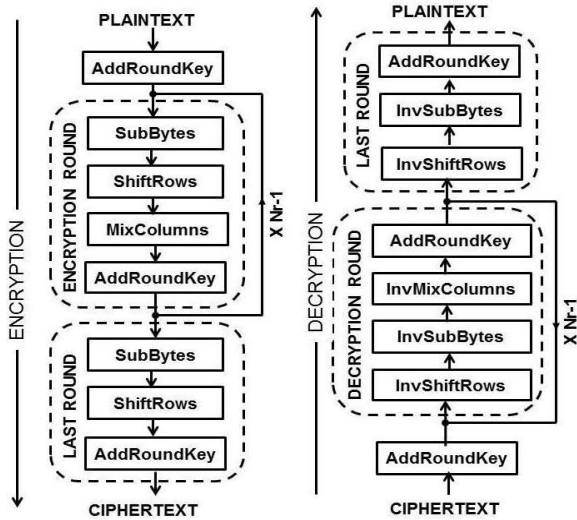 PLAINTEXT
AddRoundKey
SubBytes
ShiftRows
MixColumns
AddRoundKey
ENCRYPTION ROUND
X Nr-1
SubBytes
ShiftRows
AddRoundKey
LAST ROUND
CIPHERTEXT
ENCRYPTION
PLAINTEXT
AddRoundKey
InvSubBytes
InvShiftRows
LAST ROUND
AddRoundKey
InvMixColumns
InvSubBytes
InvShiftRows
DECRYPTION ROUND
X Nr-1
AddRoundKey
CIPHERTEXT
DECRYPTION